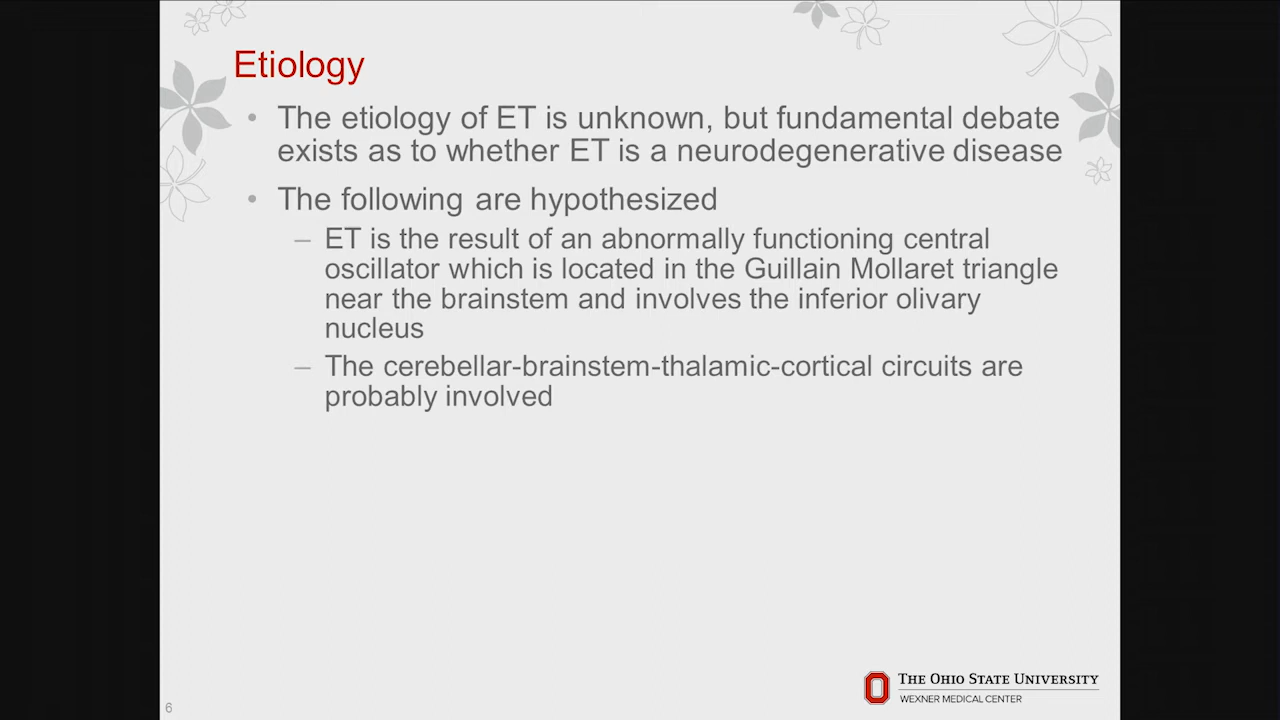 Etiology
• The etiology of ET is unknown, but fundamental debate
exists as to whether ET is a neurodegenerative disease
• The following are hypothesized
– ET is the result of an abnormally functioning central
oscillator which is located in the Guillain Mollaret triangle
near the brainstem and involves the inferior olivary
nucleus
– The cerebellar-brainstem-thalamic-cortical circuits are
probably involved
THE OHIO STATE UNIVERSITY
WEXNER MEDICAL CENTER
6